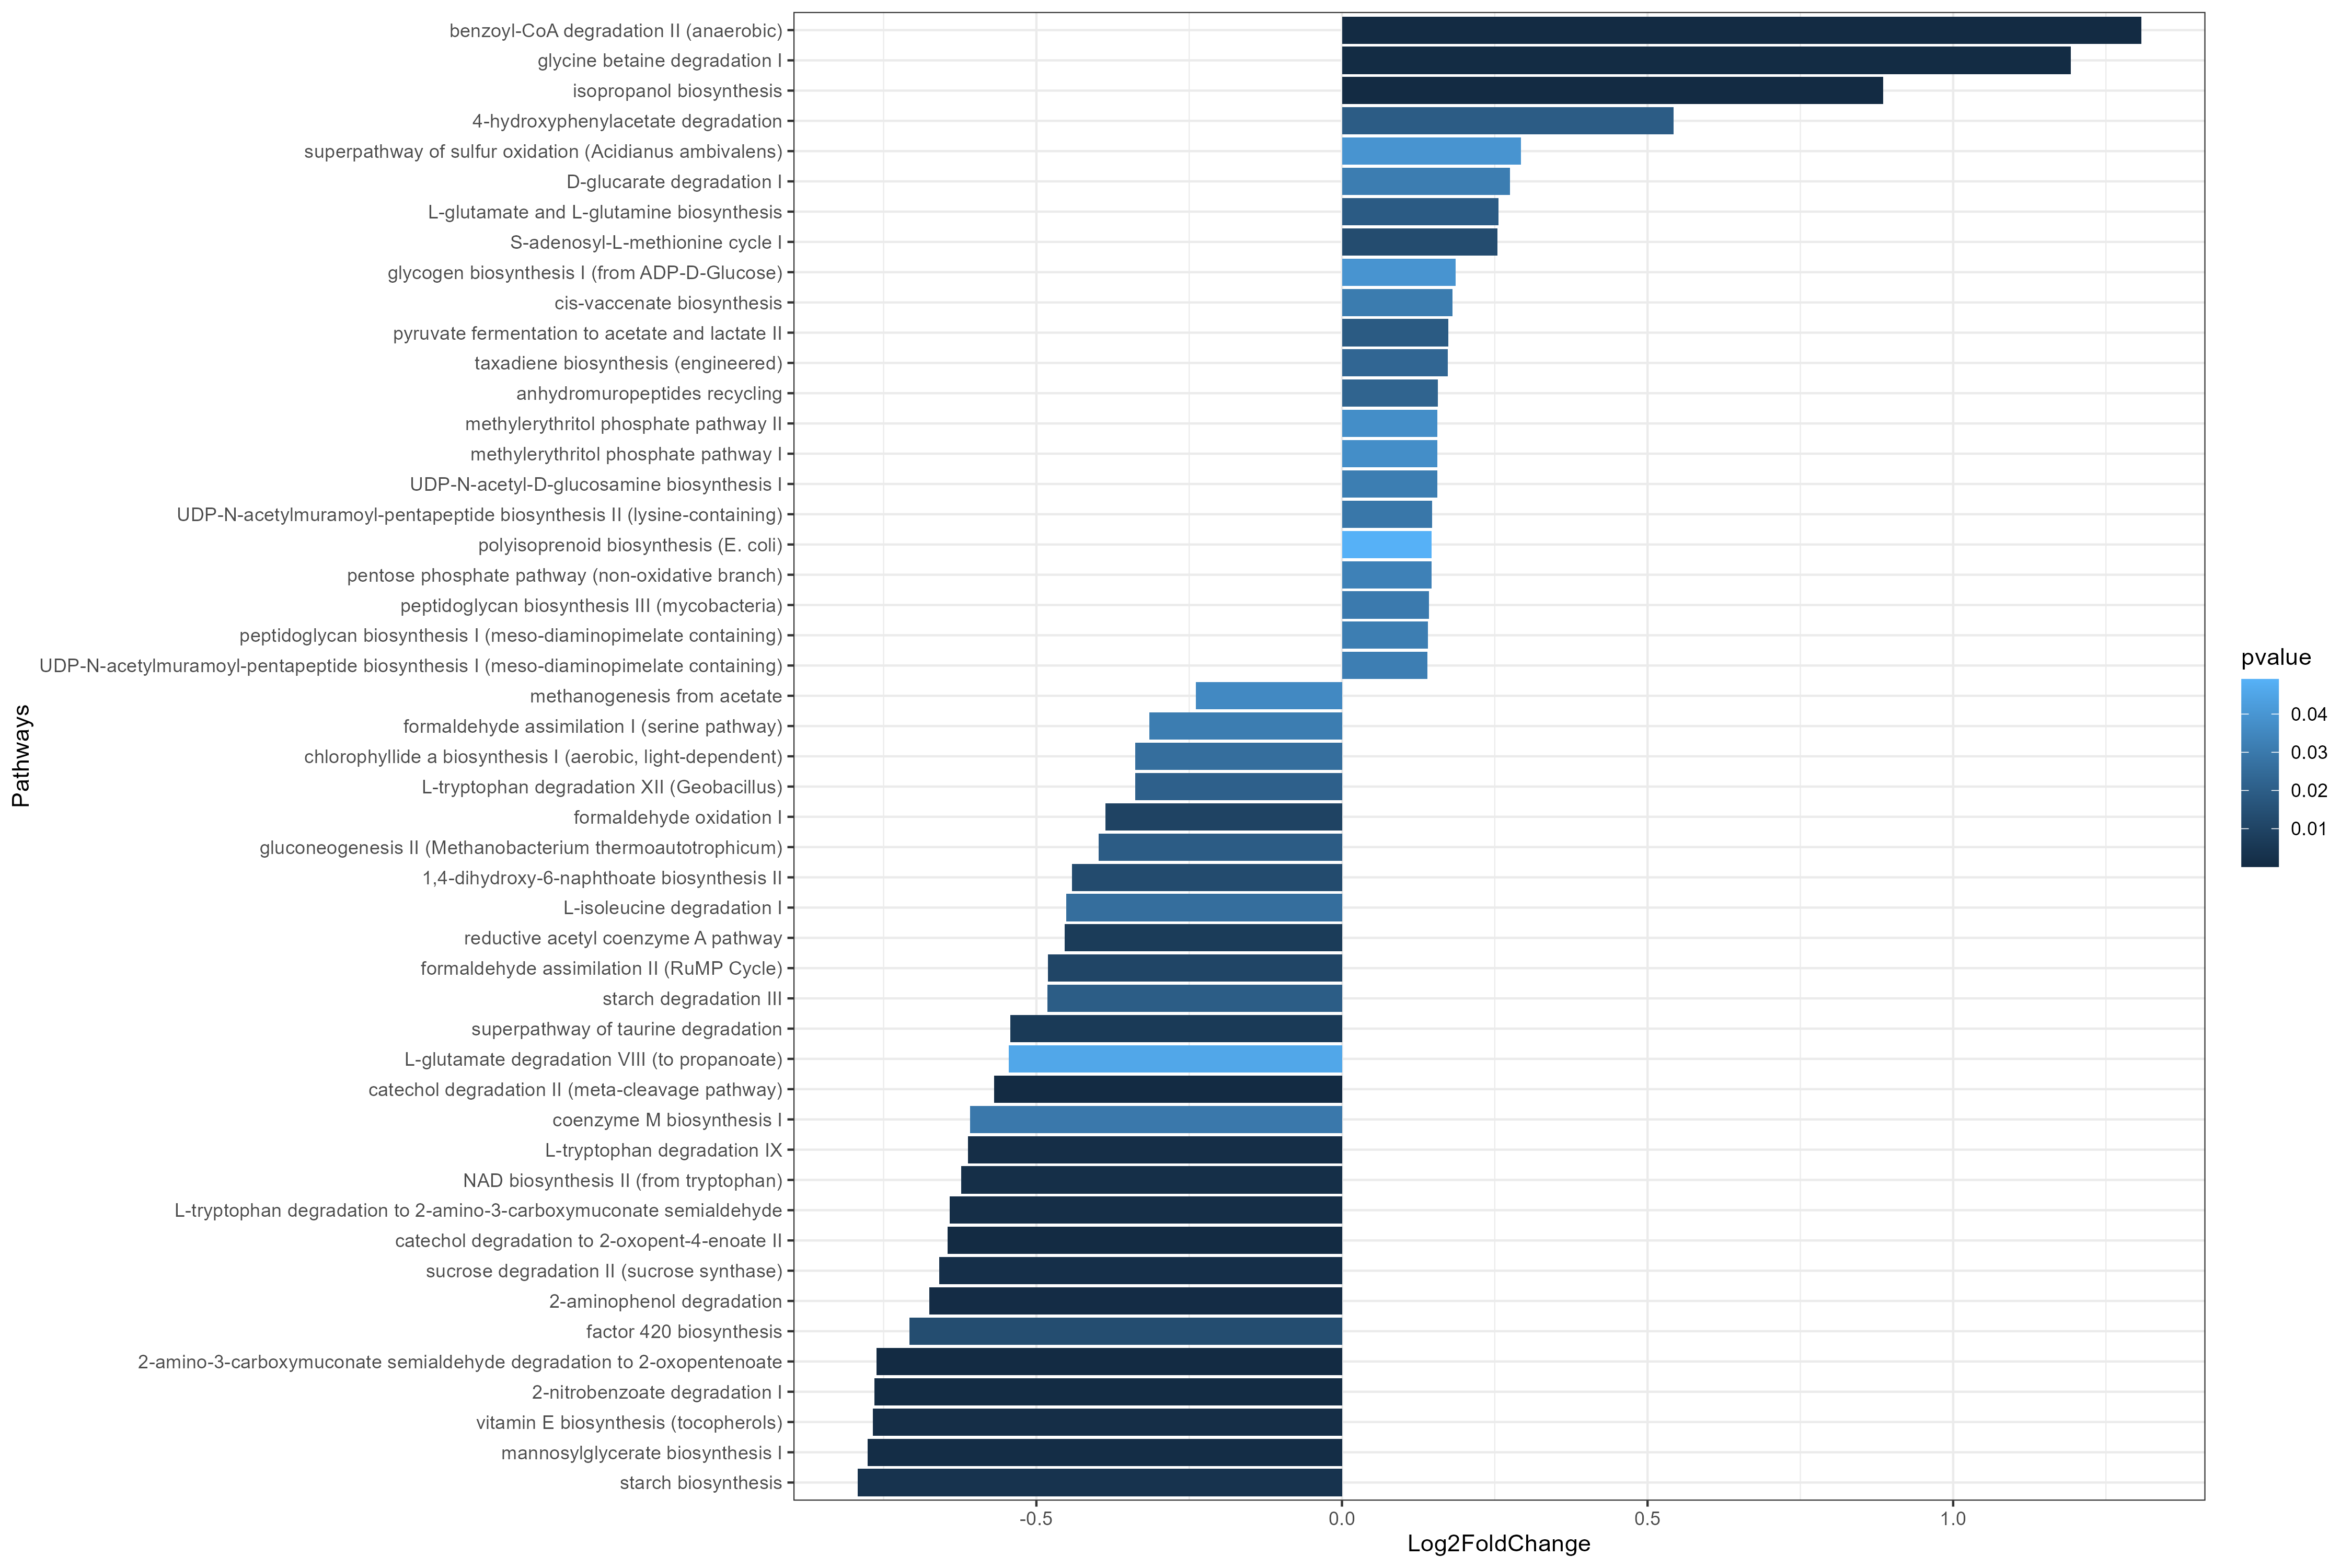 benzoyl-CoA degradation II (anaerobic)
glycine betaine degradation I
isopropanol biosynthesis
4-hydroxyphenylacetate degradation
superpathway of sulfur oxidation (Acidianus ambivalens)
D-glucarate degradation I
L-glutamate and L-glutamine biosynthesis
S-adenosyl-L-methionine cycle I
glycogen biosynthesis I (from ADP-D-Glucose)
cis-vaccenate biosynthesis
pyruvate fermentation to acetate and lactate II
taxadiene biosynthesis (engineered)
anhydromuropeptides recycling
methylerythritol phosphate pathway II
methylerythritol phosphate pathway I
UDP-N-acetyl-D-glucosamine biosynthesis I
UDP-N-acetylmuramoyl-pentapeptide biosynthesis II (lysine-containing)
polyisoprenoid biosynthesis (E. coli)
pentose phosphate pathway (non-oxidative branch)
peptidoglycan biosynthesis III (mycobacteria)
peptidoglycan biosynthesis I (meso-diaminopimelate containing)
UDP-N-acetylmuramoyl-pentapeptide biosynthesis I (meso-diaminopimelate containing)
methanogenesis from acetate
formaldehyde assimilation I (serine pathway)
chlorophyllide a biosynthesis I (aerobic, light-dependent)
L-tryptophan degradation XII (Geobacillus)
formaldehyde oxidation I
gluconeogenesis II (Methanobacterium thermoautotrophicum)
1,4-dihydroxy-6-naphthoate biosynthesis II
L-isoleucine degradation I
reductive acetyl coenzyme A pathway
formaldehyde assimilation II (RuMP Cycle)
starch degradation III
superpathway of taurine degradation
L-glutamate degradation VIII (to propanoate)
catechol degradation II (meta-cleavage pathway)
coenzyme M biosynthesis I
L-tryptophan degradation IX
NAD biosynthesis II (from tryptophan)
L-tryptophan degradation to 2-amino-3-carboxymuconate semialdehyde
catechol degradation to 2-oxopent-4-enoate II
sucrose degradation II (sucrose synthase)
2-aminophenol degradation
factor 420 biosynthesis
2-amino-3-carboxymuconate semialdehyde degradation to 2-oxopentenoate
2-nitrobenzoate degradation I
vitamin E biosynthesis (tocopherols)
mannosylglycerate biosynthesis I
starch biosynthesis
Pathways
-0.5 0.0 0.5 1.0
Log2FoldChange
pvalue
0.04
0.03
0.02
0.01